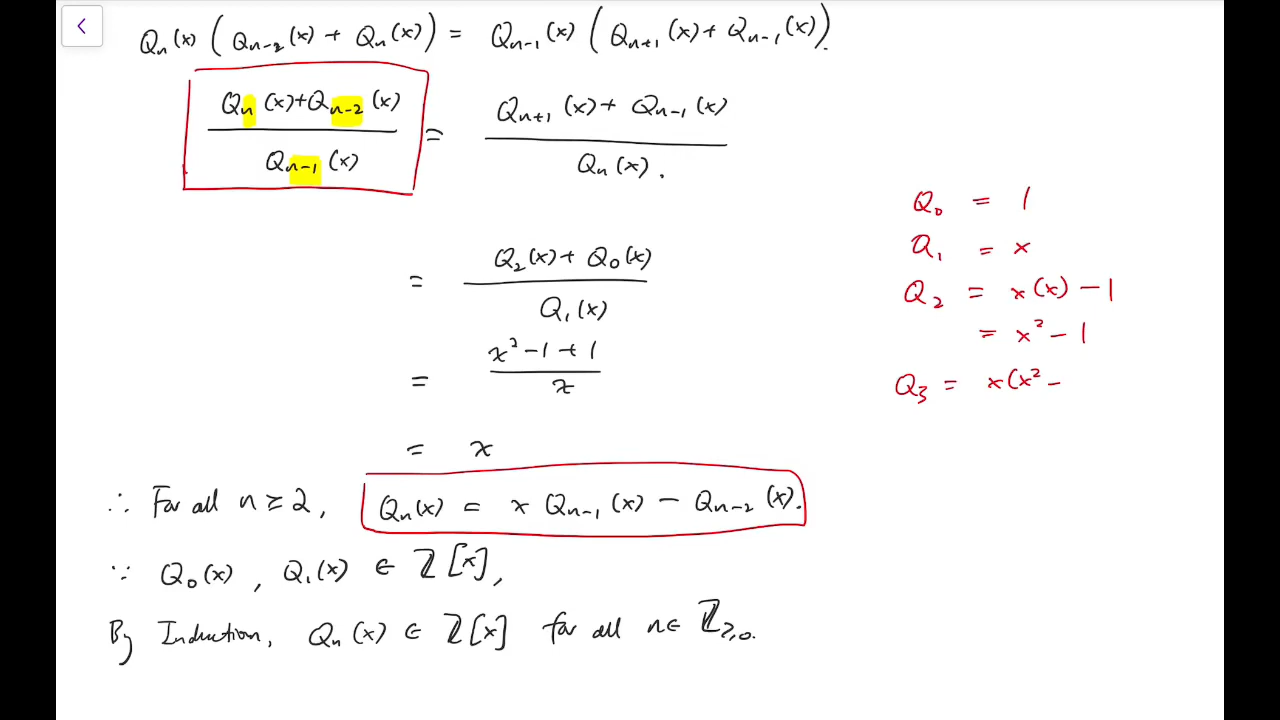 Qₙ(x) (Qₙ₋₂(x) + Qₙ(x)) = Qₙ₋₁(x) (Qₙ₊₁(x) + Qₙ₋₁(x)).
(Qₙ(x) + Qₙ₋₂(x)) / Qₙ₋₁(x) = (Qₙ₊₁(x) + Qₙ₋₁(x)) / Qₙ(x).
= (Q₂(x) + Q₀(x)) / Q₁(x)
= (x² - 1 + 1) / x
= x
∴ For all n ≥ 2, Qₙ(x) = x Qₙ₋₁(x) - Qₙ₋₂(x).
∵ Q₀(x), Q₁(x) ∈ ℤ[x],
By Induction, Qₙ(x) ∈ ℤ[x] for all n ∈ ℤ≥0.
Q₀ = 1
Q₁ = x
Q₂ = x(x) - 1
= x² - 1
Q₃ = x(x² -